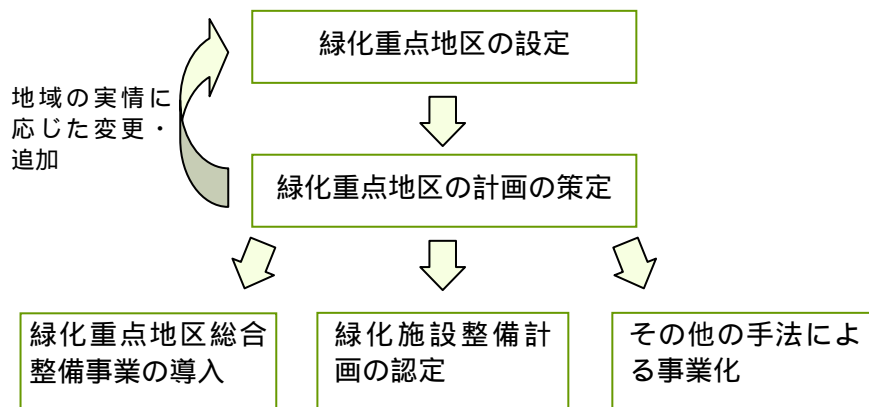 緑化重点地区の設定
地域の実情に
応じた変更・
追加
緑化重点地区の計画の策定
緑化重点地区総合
整備事業の導入
緑化施設整備計
画の認定
その他の手法によ
る事業化